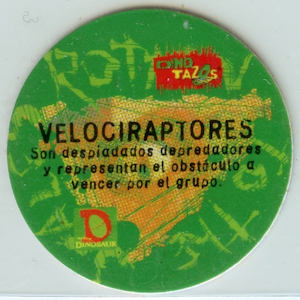 DINO
TAZOS
VELOCIRAPTORES
Son despiadados depredadores
y representan el obstáculo a
vencer por el grupo.
D
DINOSAUR